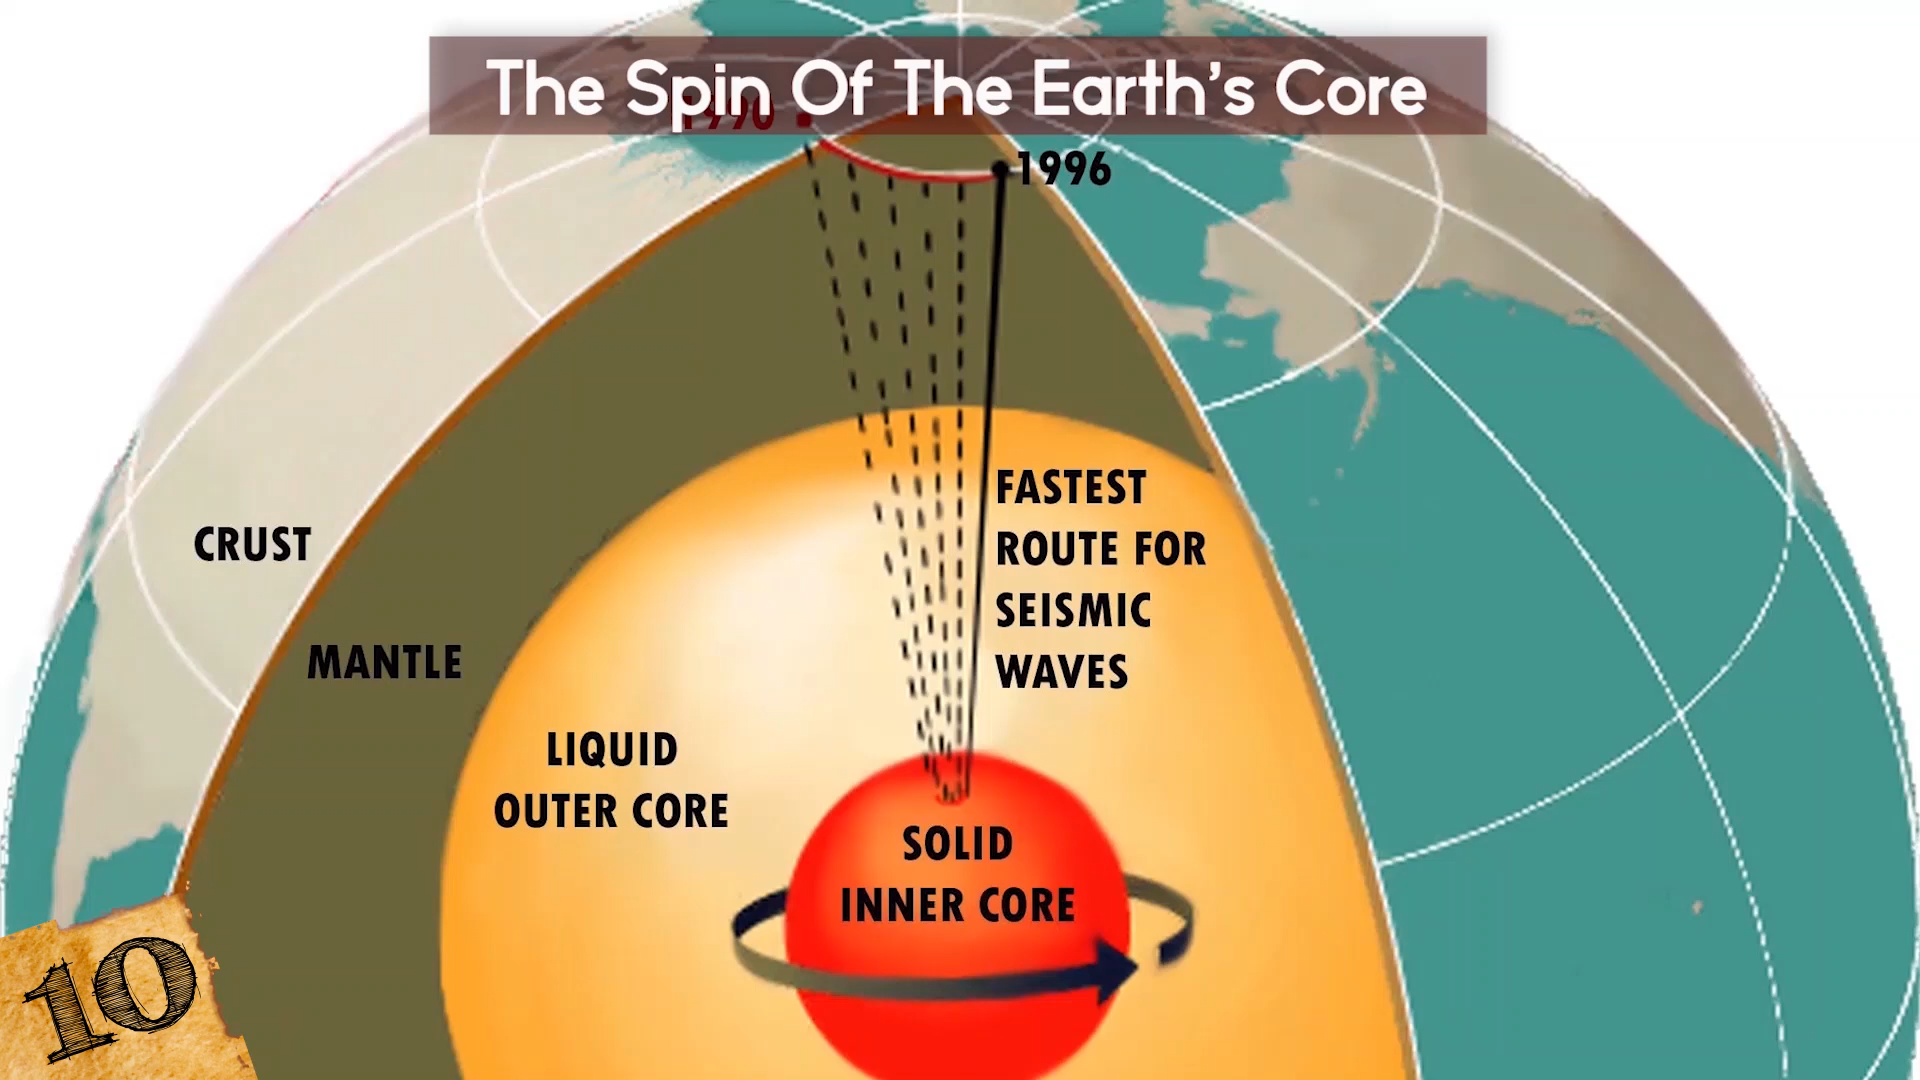 The Spin Of The Earth's Core
1990
1996
FASTEST
ROUTE FOR
SEISMIC
WAVES
CRUST
MANTLE
LIQUID
OUTER CORE
SOLID
INNER CORE
10